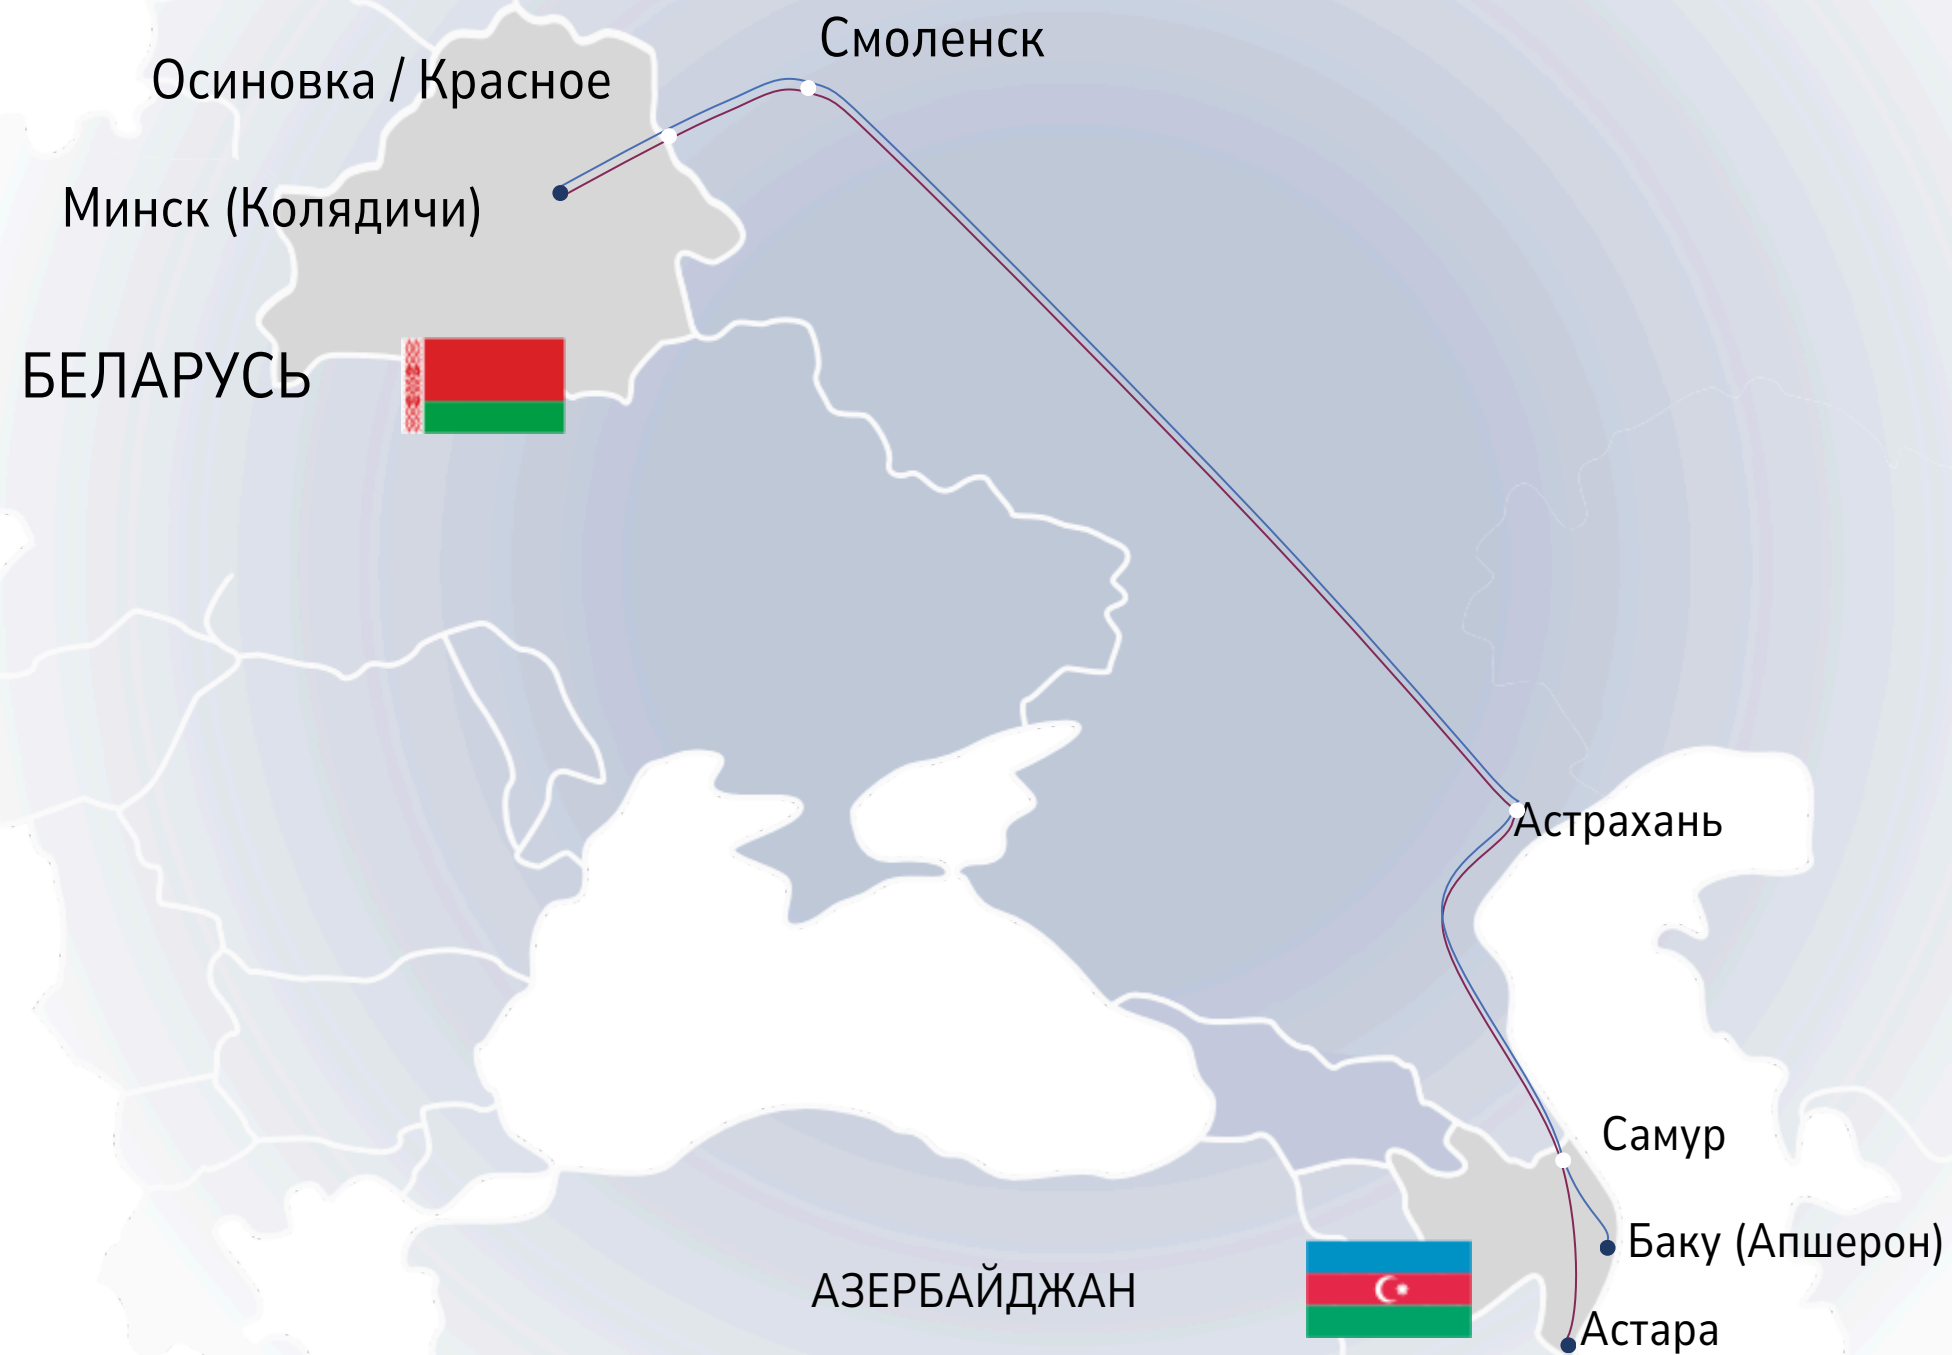 Смоленск
Осиновка / Красное
Минск (Колядичи)
БЕЛАРУСЬ
Астрахань
Самур
Баку (Апшерон)
АЗЕРБАЙДЖАН
Астара